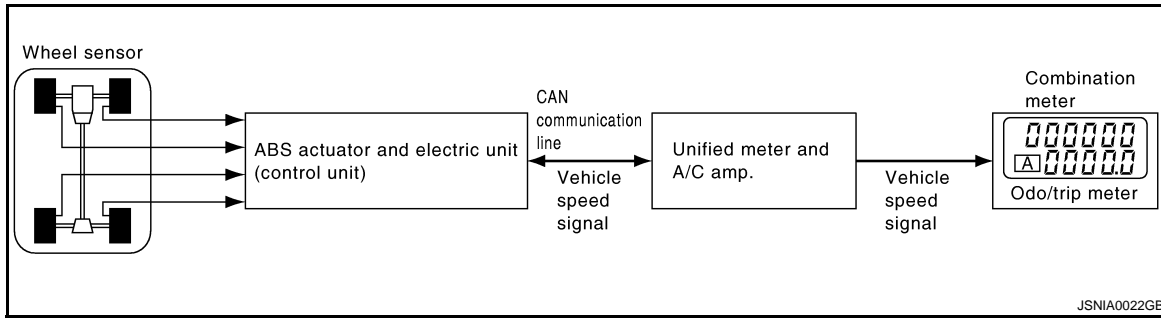 Wheel sensor
ABS actuator and electric unit
(control unit)
CAN
communication
line
Vehicle
speed
signal
Unified meter and
A/C amp.
Vehicle
speed
signal
Combination
meter
000000
A 0000.0
Odo/trip meter
JSNIA0022GB